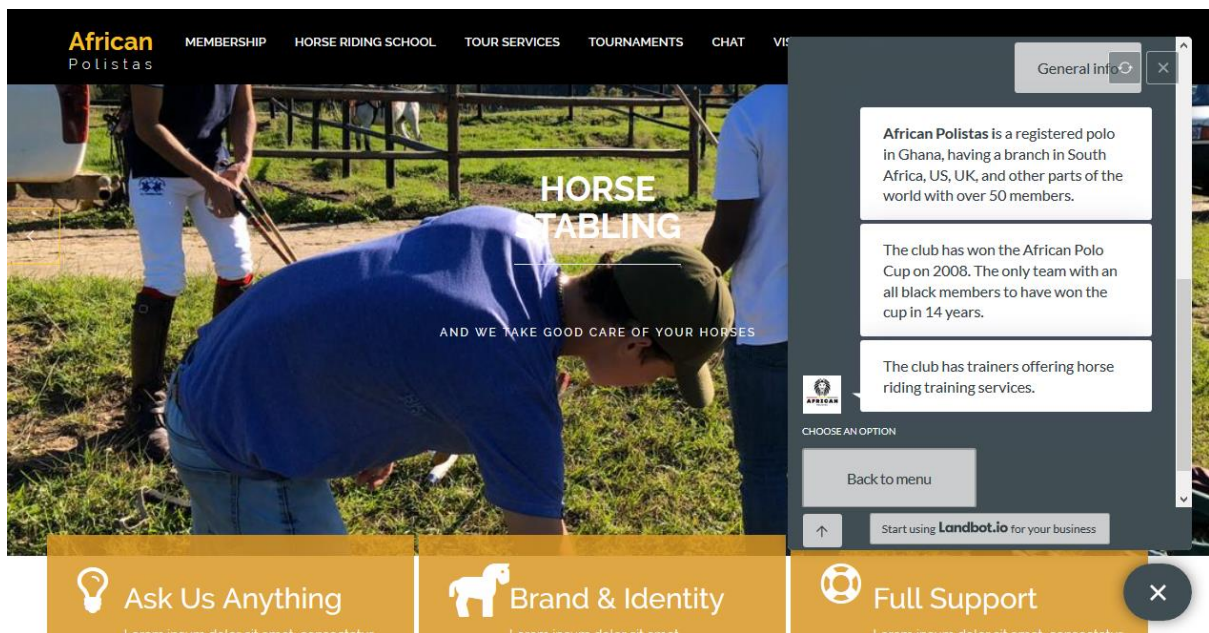 African
Polistas
MEMBERSHIP
HORSE RIDING SCHOOL
TOUR SERVICES
TOURNAMENTS
CHAT
HORSE
STABLING
AND WE TAKE GOOD CARE OF YOUR HORSES
General info
African Polistas is a registered polo
in Ghana, having a branch in South
Africa, US, UK, and other parts of the
world with over 50 members.
The club has won the African Polo
Cup on 2008. The only team with an
all black members to have won the
cup in 14 years.
The club has trainers offering horse
riding training services.
AFRICAN
CHOOSE AN OPTION
Back to menu
Start using Landbot.io for your business
Ask Us Anything
Brand & Identity
Full Support